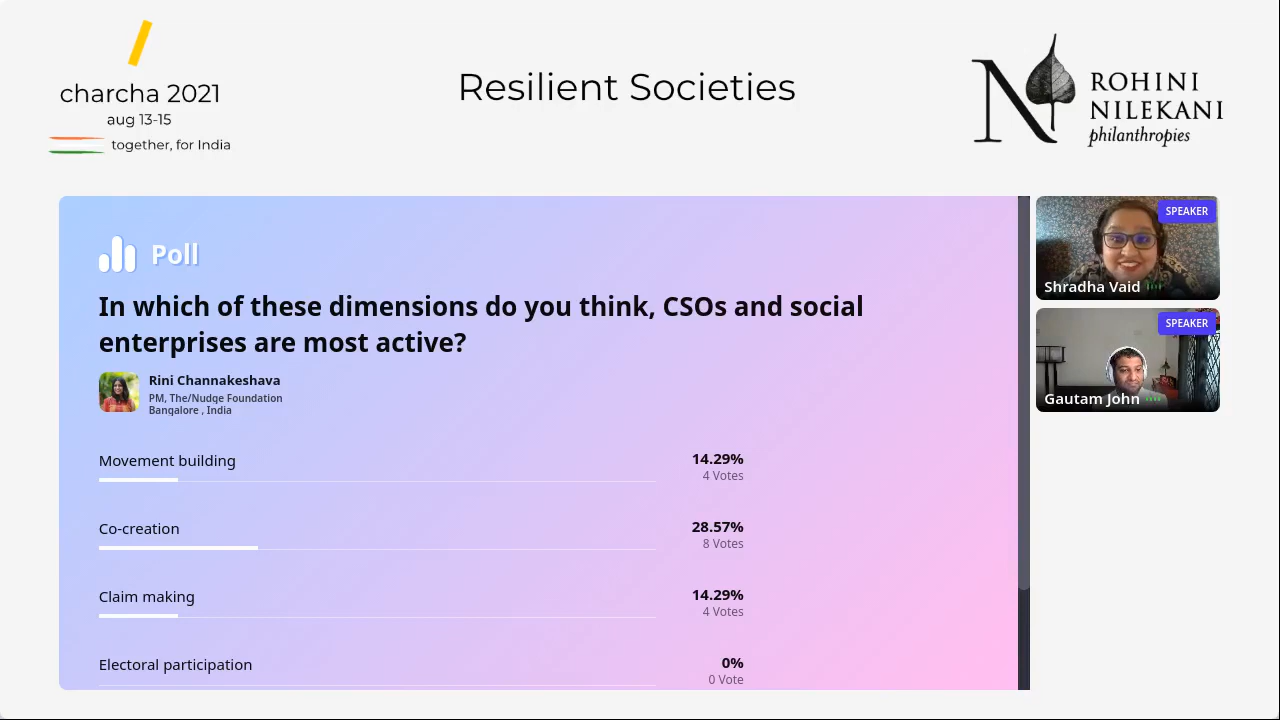 charcha 2021
aug 13-15
together, for India
Resilient Societies
N
ROHINI
NILEKANI
philanthropies
Poll
In which of these dimensions do you think, CSOs and social
enterprises are most active?
Rini Channakeshava
PM, The/Nudge Foundation
Bangalore , India
Movement building
14.29%
4 Votes
Co-creation
28.57%
8 Votes
Claim making
14.29%
4 Votes
Electoral participation
0%
0 Vote
SPEAKER
Shradha Vaid
SPEAKER
Gautam John